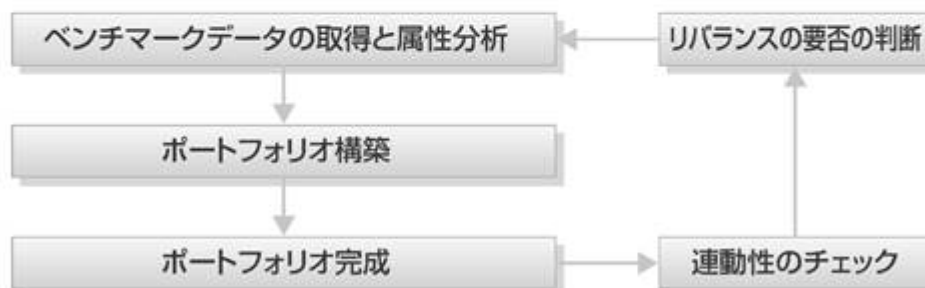 ベンチマークデータの取得と属性分析
リバランスの要否の判断
ポートフォリオ構築
ポートフォリオ完成
連動性のチェック